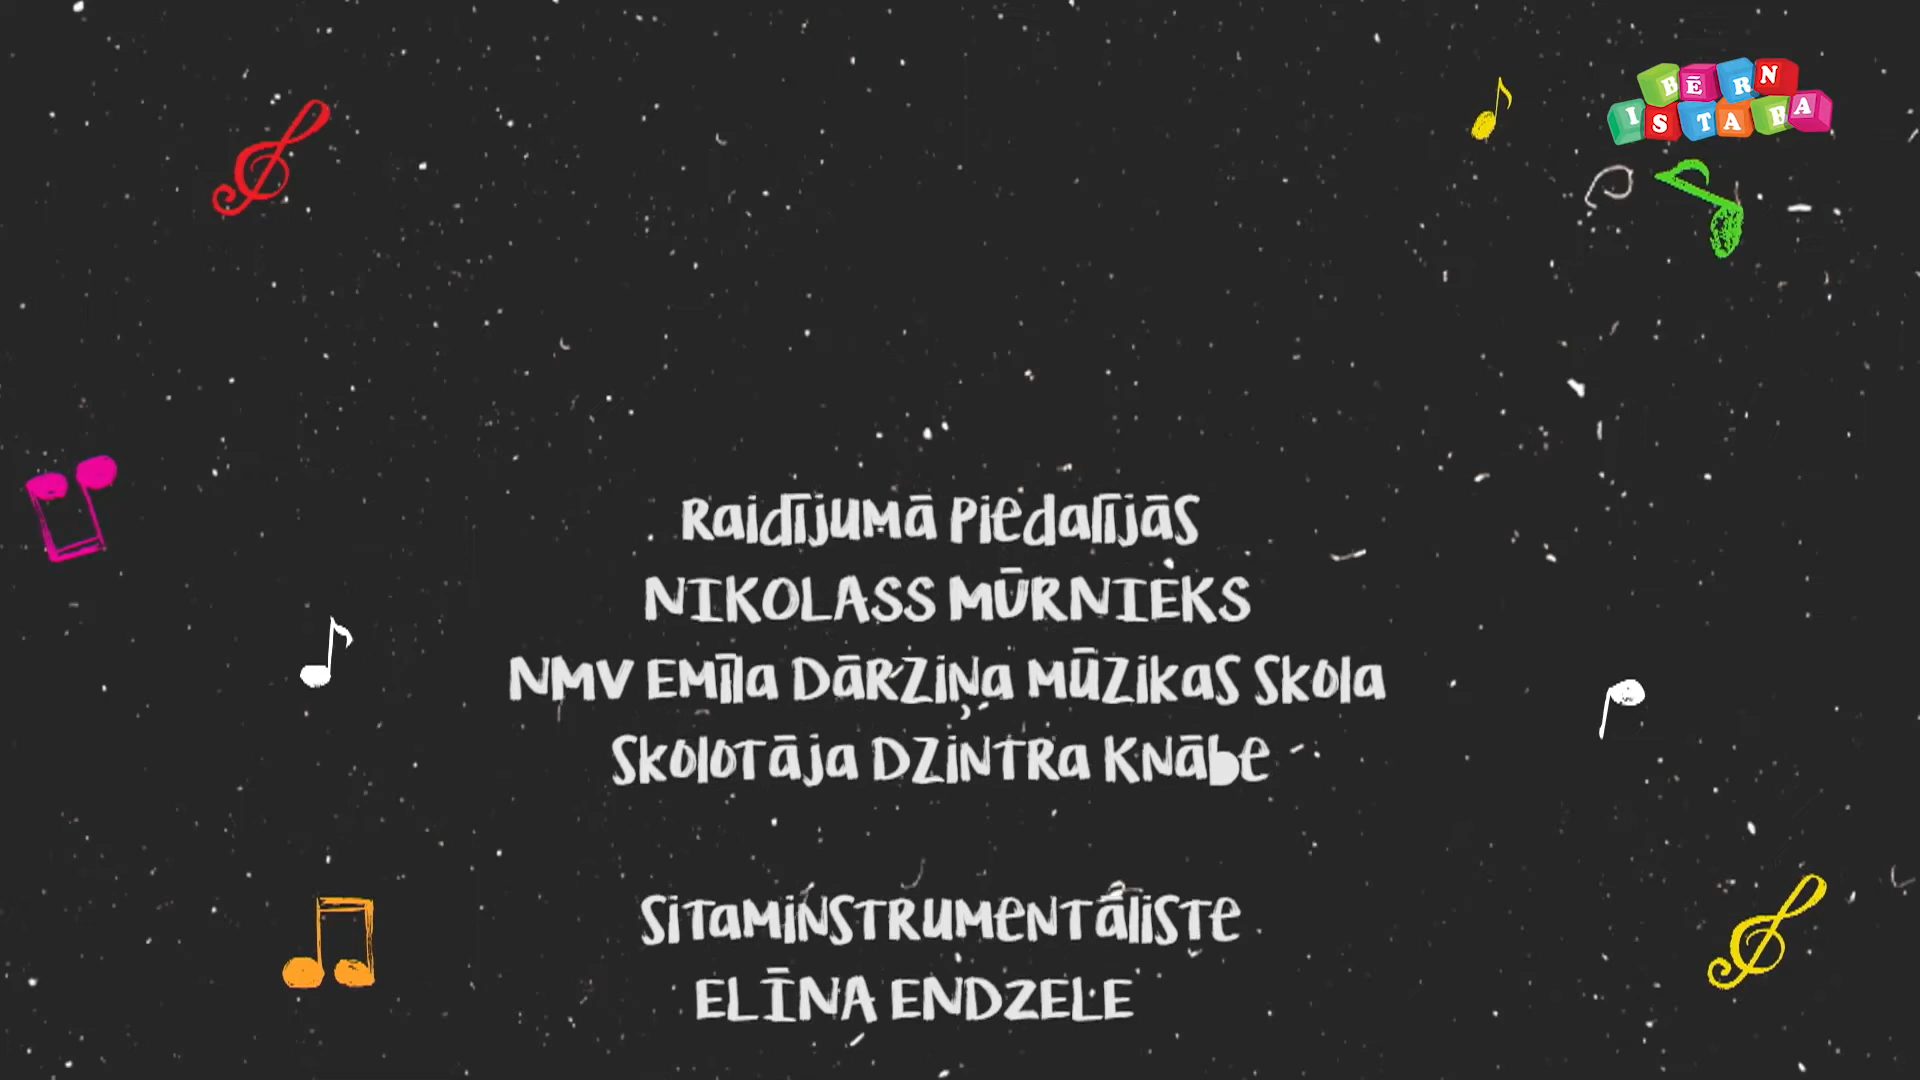 BĒRN
ISTABA
Raidījumā Piedalījās
NIKOLASS MŪRNIEKS
NMV Emīla Dārziņa Mūzikas Skola
Skolotāja Dzintra Knābe
Sitaminstrumentāliste
ELĪNA ENDZELE